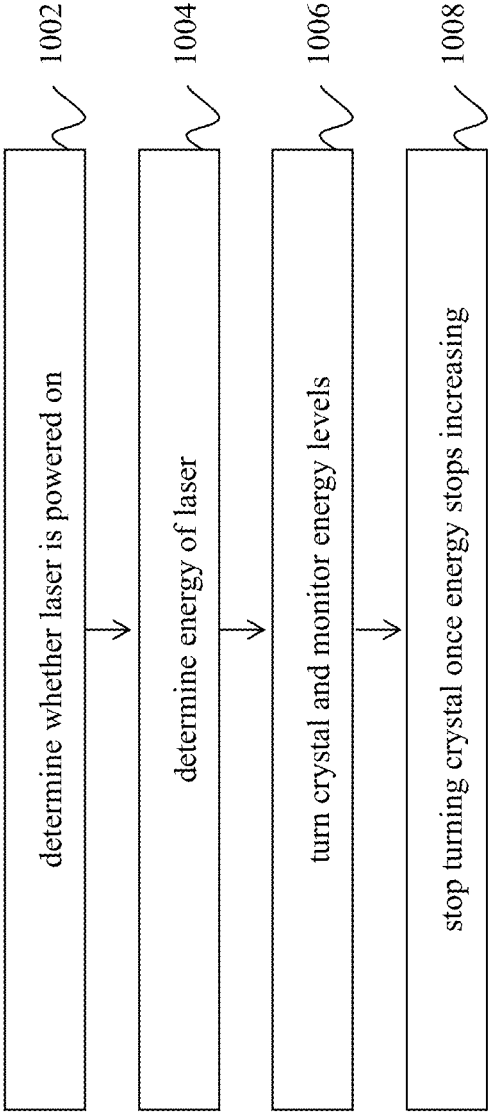 determine whether laser is powered on
1002
determine energy of laser
1004
turn crystal and monitor energy levels
1006
stop turning crystal once energy stops increasing
1008